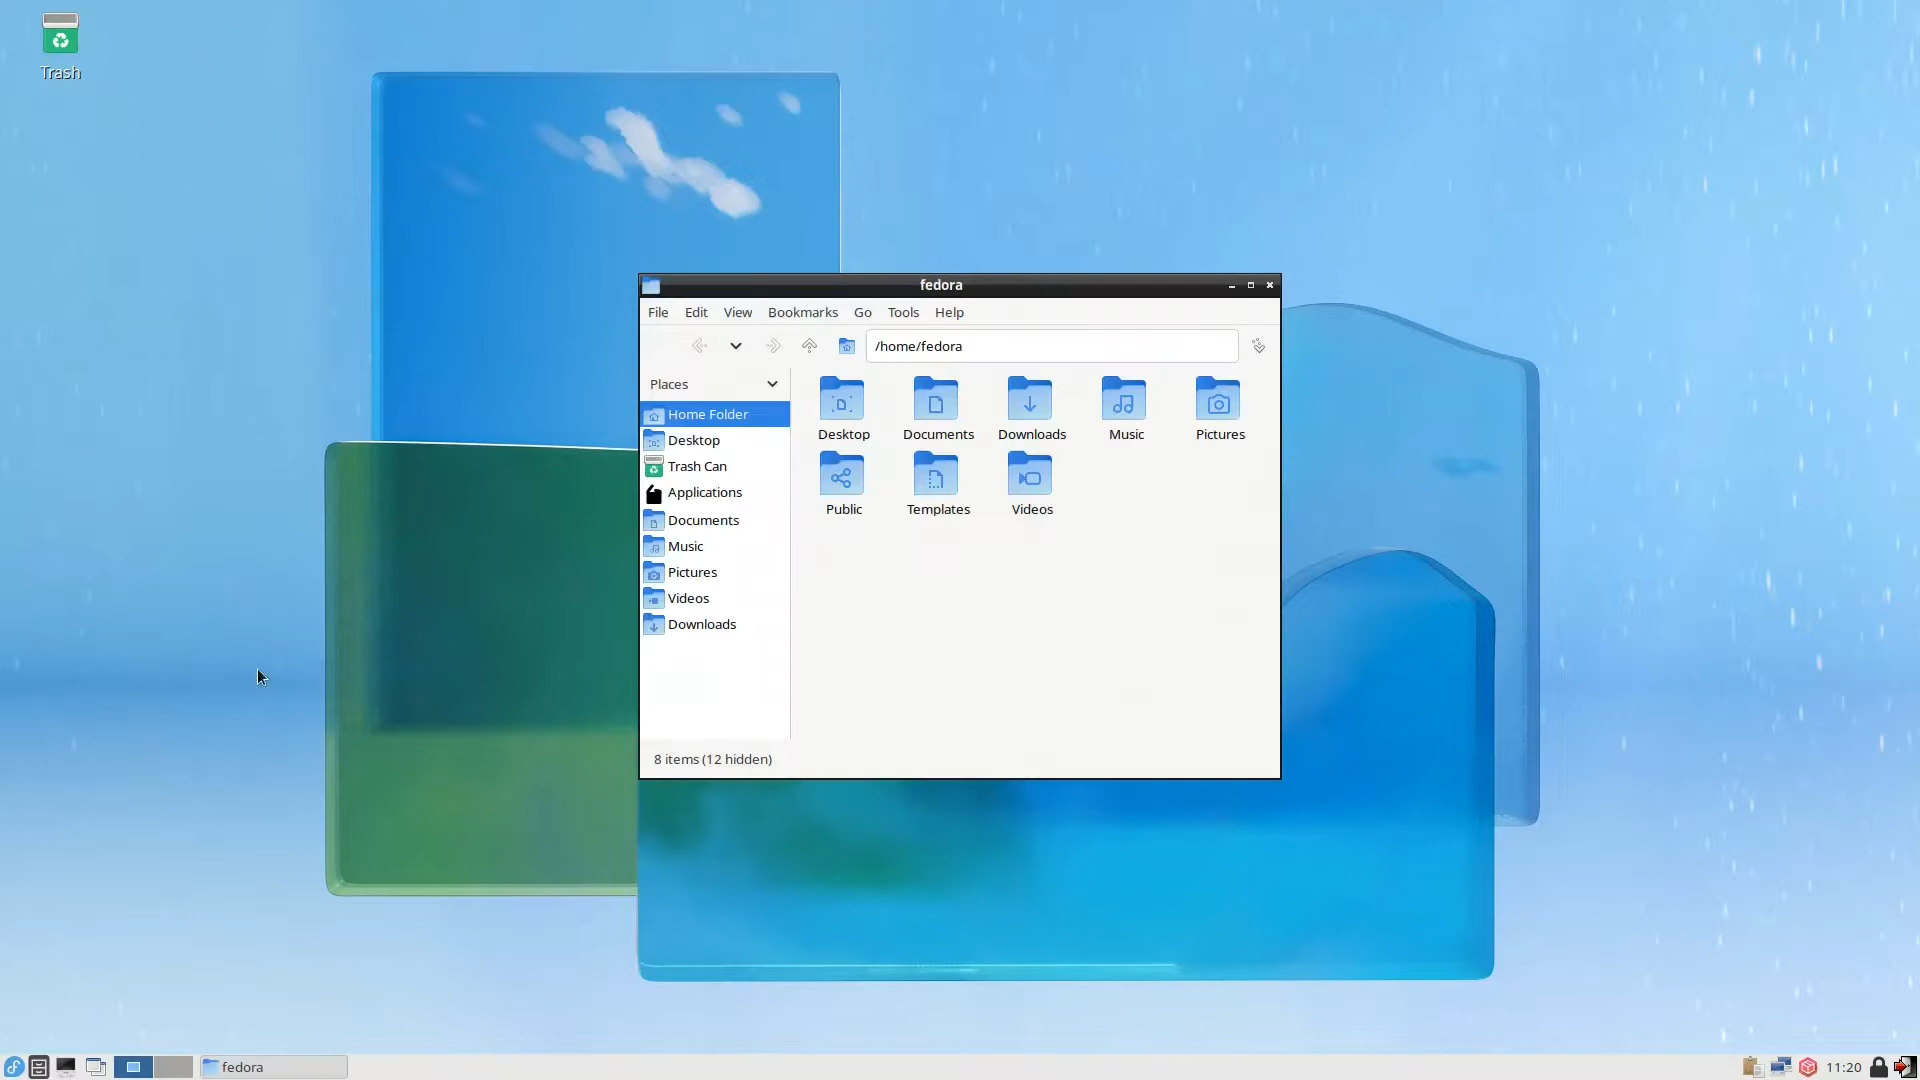 Trash
fedora
File Edit View Bookmarks Go Tools Help
/home/fedora
Places
Home Folder
Desktop
Trash Can
Applications
Documents
Music
Pictures
Videos
Downloads
Desktop Documents Downloads Music Pictures
Public Templates Videos
8 items (12 hidden)
fedora 11:20